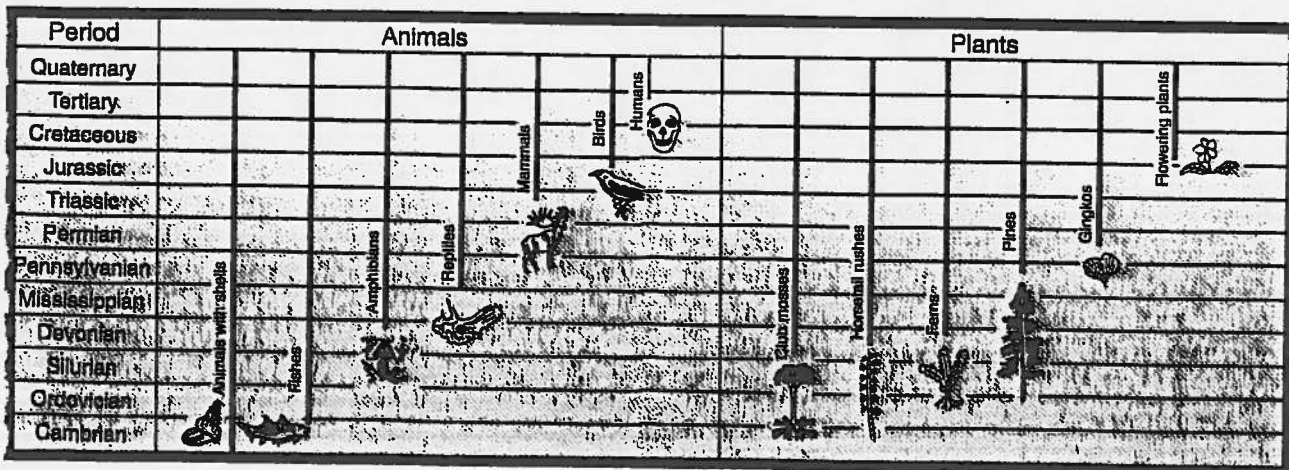 Period Animals Plants
Quaternary
Tertiary
Cretaceous
Jurassic
Triassic
Permian
Pennsylvanian
Mississippian
Devonian
Silurian
Ordovician
Cambrian
Animals with shells
Fishes
Amphibians
Reptiles
Mammals
Birds
Humans
Club mosses
Horsetail rushes
Ferns
Pines
Gingkos
Flowering plants